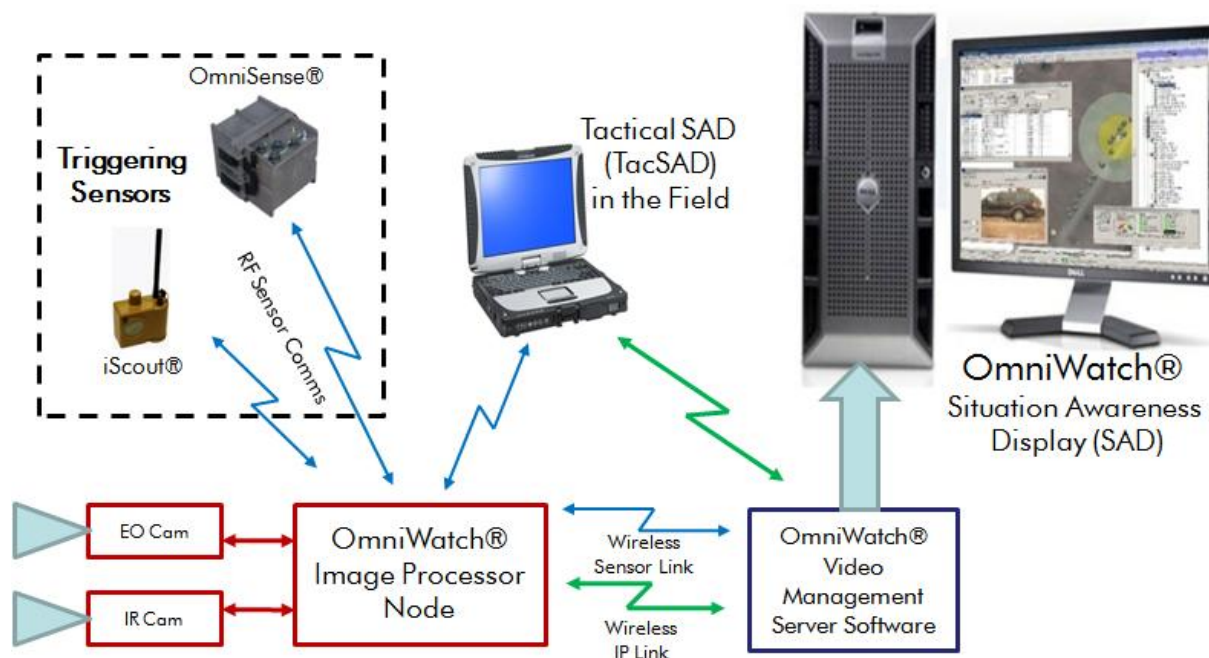 OmniSense®
Triggering
Sensors
iScout®
RF Sensor Comms
Tactical SAD
(TacSAD)
in the Field
OmniWatch®
Situation Awareness
Display (SAD)
DELL
EO Cam
IR Cam
OmniWatch®
Image Processor
Node
Wireless
Sensor Link
Wireless
IP Link
OmniWatch®
Video
Management
Server Software